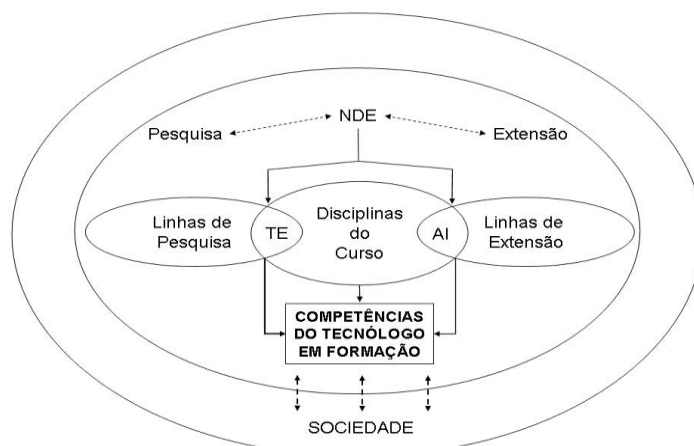 NDE
Pesquisa
Extensão
Linhas de
Pesquisa
TE
Disciplinas
do
Curso
AI
Linhas de
Extensão
COMPETÊNCIAS
DO TECNÓLOGO
EM FORMAÇÃO
SOCIEDADE